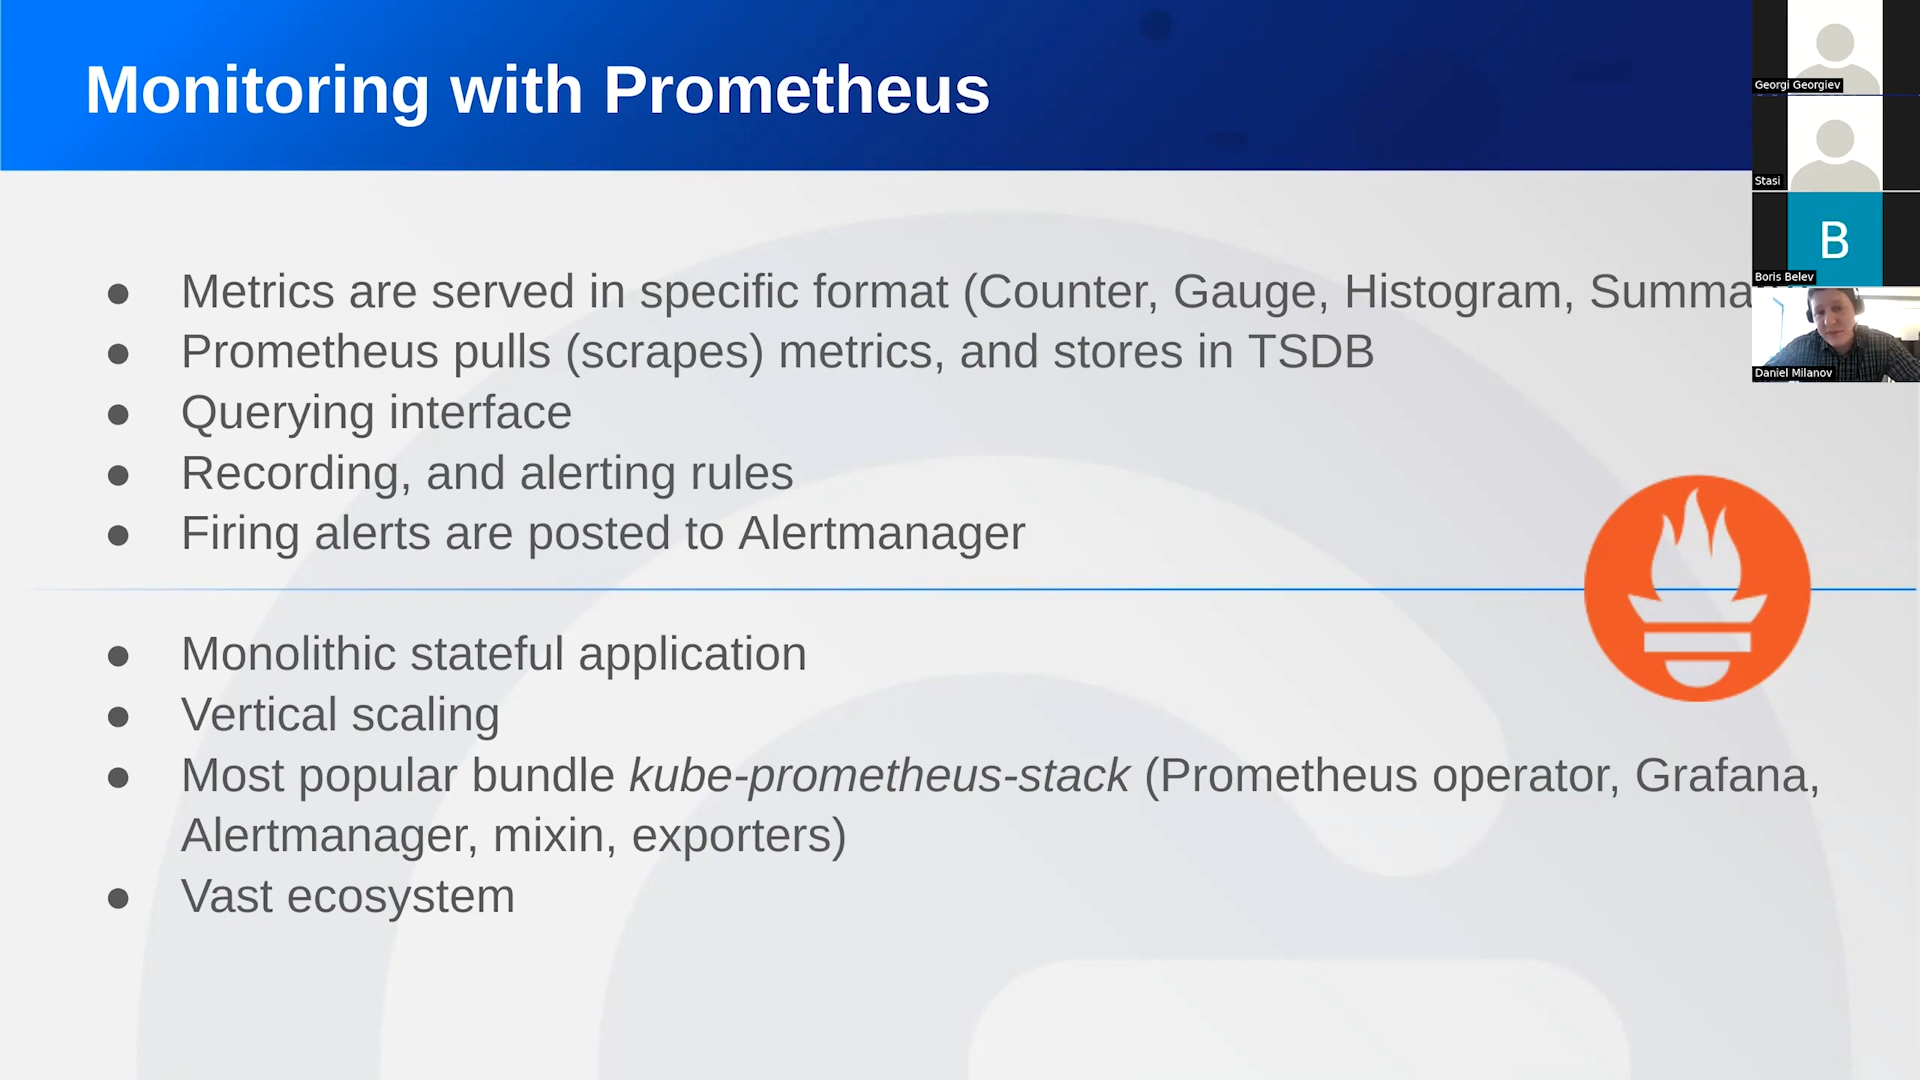 Monitoring with Prometheus
● Metrics are served in specific format (Counter, Gauge, Histogram,
● Prometheus pulls (scrapes) metrics, and stores in TSDB
● Querying interface
● Recording, and alerting rules
● Firing alerts are posted to Alertmanager
● Monolithic stateful application
● Vertical scaling
● Most popular bundle kube-prometheus-stack (Prometheus operator, Grafana,
Alertmanager, mixin, exporters)
● Vast ecosystem
Georgi Georgiev
Stasi
B
Boris Belev
Daniel Milanov